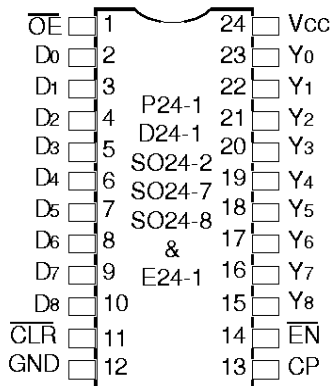 O̅E̅ 1 24 Vcc
D0 2 23 Y0
D1 3 22 Y1
D2 4 21 Y2
D3 5 20 Y3
D4 6 19 Y4
D5 7 18 Y5
D6 8 17 Y6
D7 9 16 Y7
D8 10 15 Y8
C̅L̅R̅ 11 14 E̅N̅
GND 12 13 CP
P24-1
D24-1
SO24-2
SO24-7
SO24-8
&
E24-1